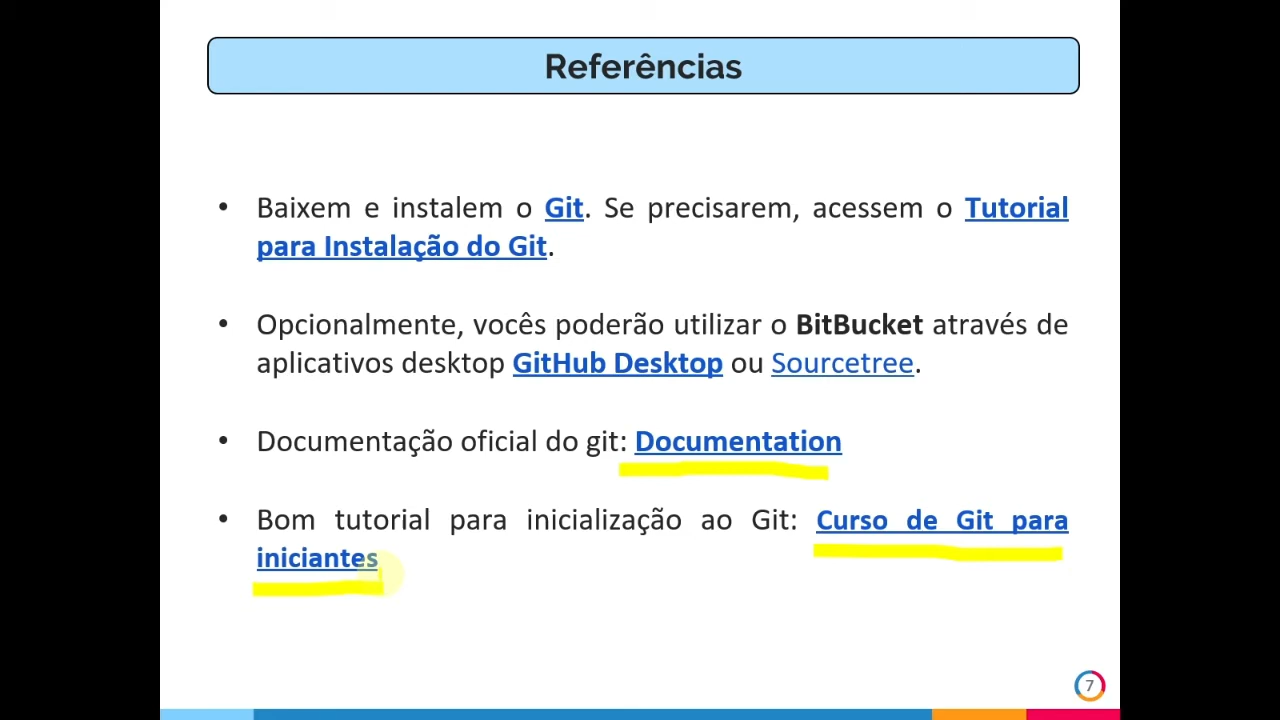 Referências
• Baixem e instalem o Git. Se precisarem, acessem o Tutorial
para Instalação do Git.
• Opcionalmente, vocês poderão utilizar o BitBucket através de
aplicativos desktop GitHub Desktop ou Sourcetree.
• Documentação oficial do git: Documentation
• Bom tutorial para inicialização ao Git: Curso de Git para
iniciantes
7